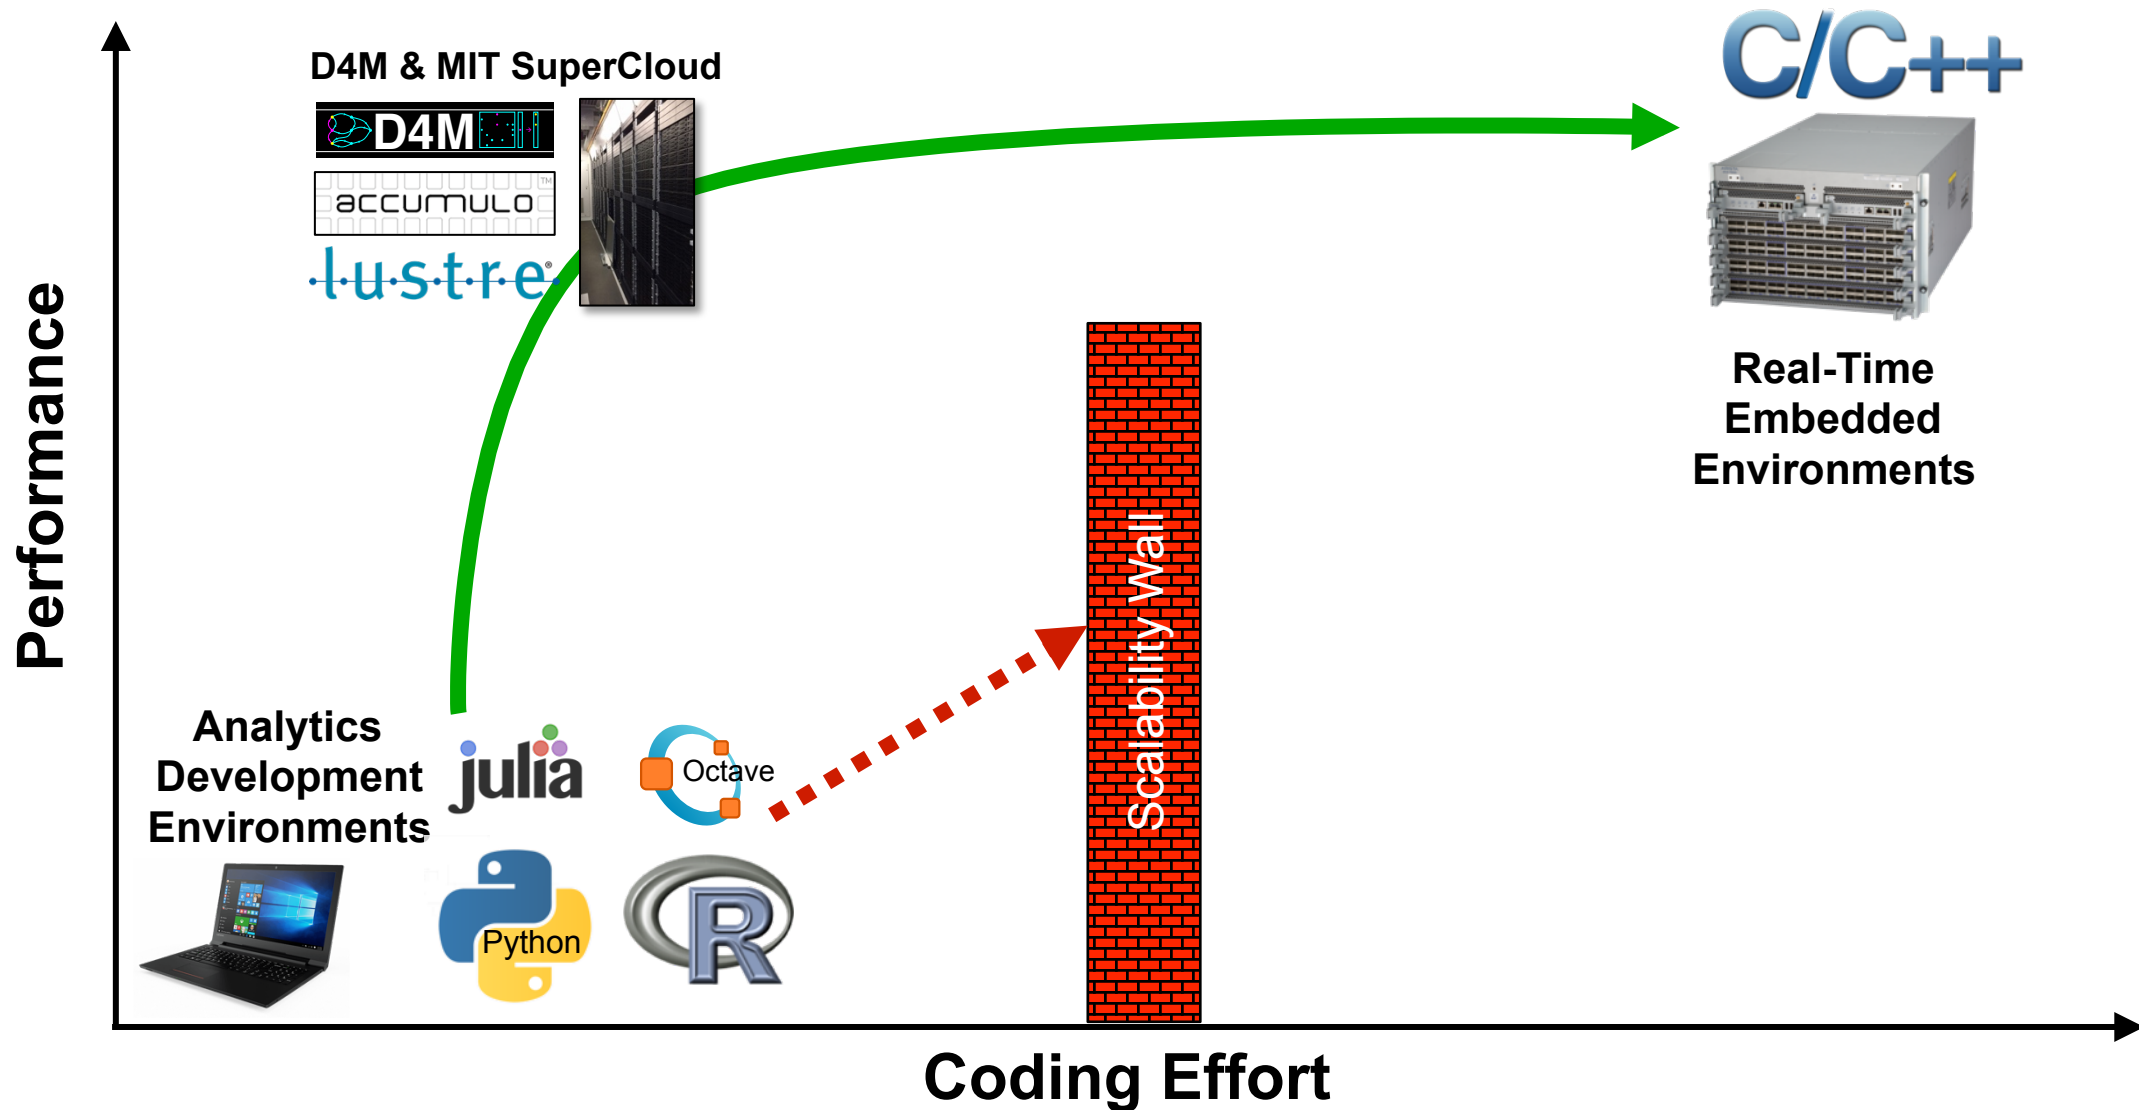 D4M & MIT SuperCloud
D4M
accumulo
TM
lustre®
C/C++
Real-Time
Embedded
Environments
Performance
Scalability Wall
Analytics
Development
Environments
julia
Octave
Python
R
Coding Effort